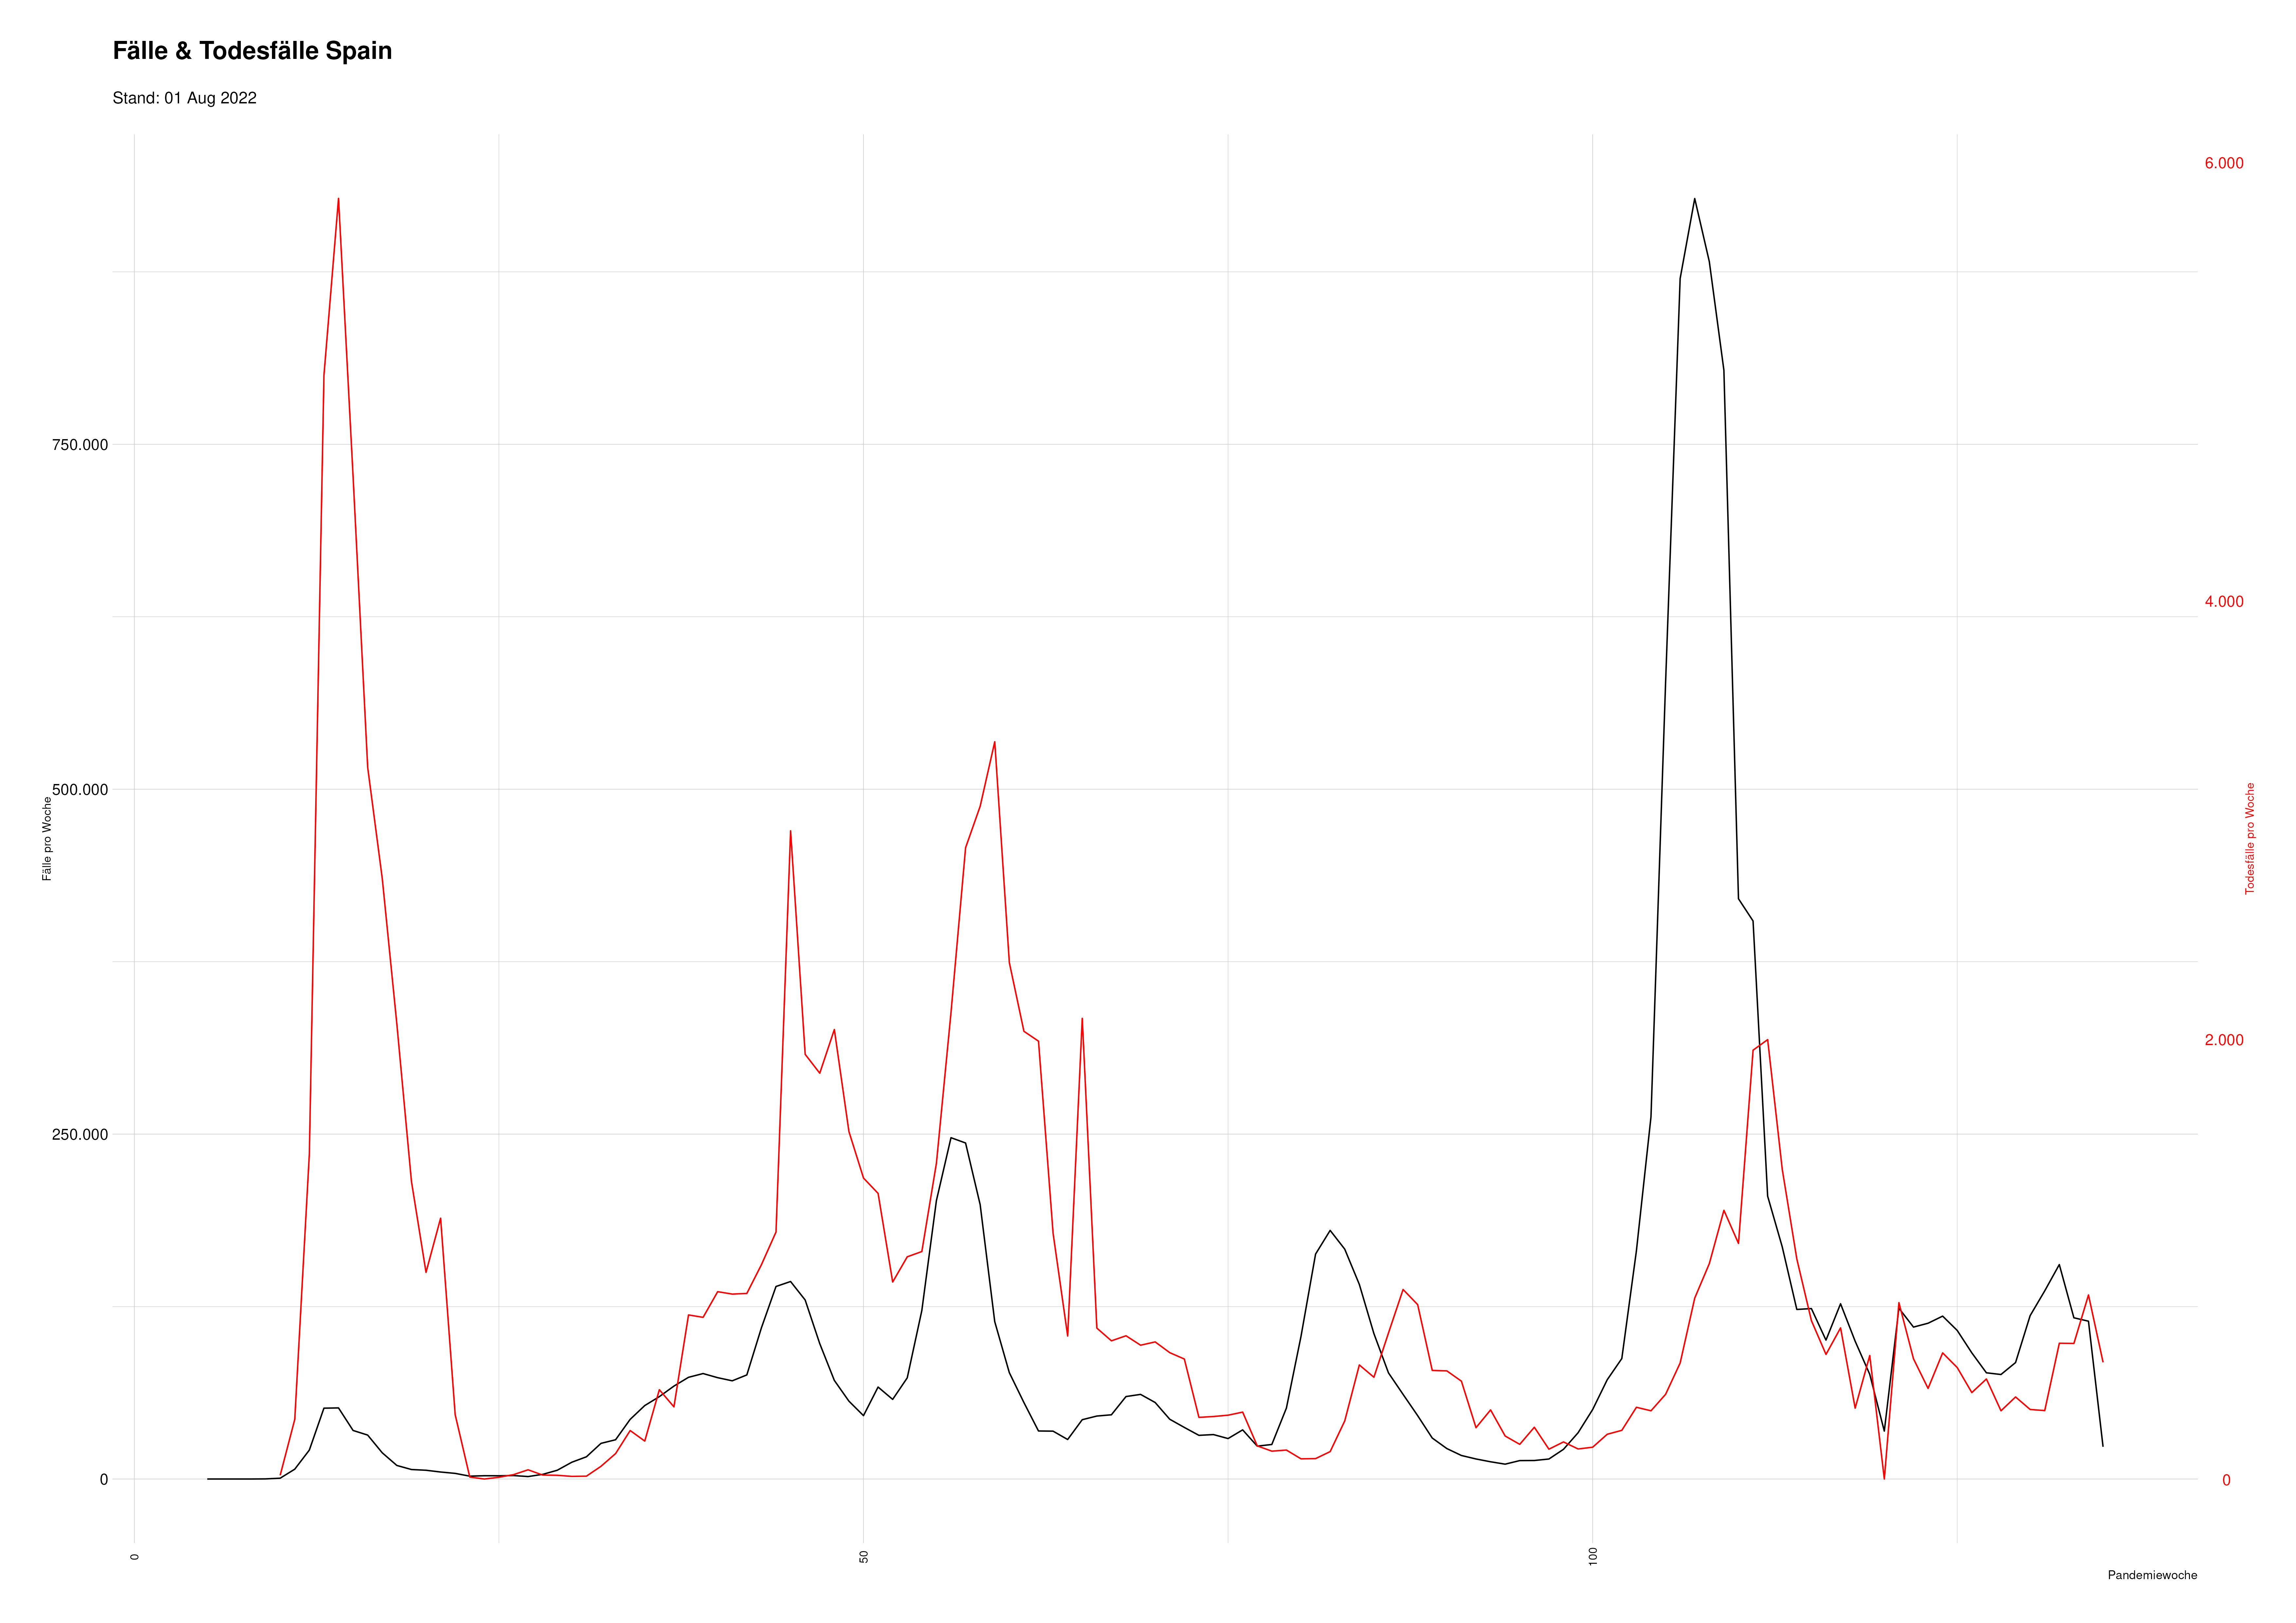 Fälle & Todesfälle Spain
Stand: 01 Aug 2022
6.000
750.000
4.000
500.000
Fälle pro Woche
Todesfälle pro Woche
2.000
250.000
0
0
0
50
100
Pandemiewoche